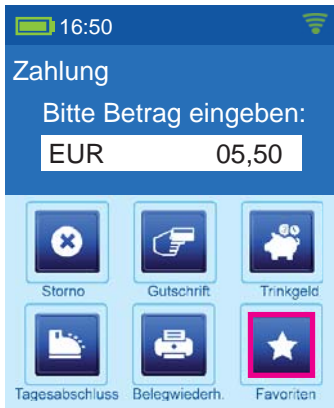 16:50
Zahlung
Bitte Betrag eingeben:
EUR 05,50
Storno Gutschrift Trinkgeld
Tagesabschluss Belegwiederh. Favoriten